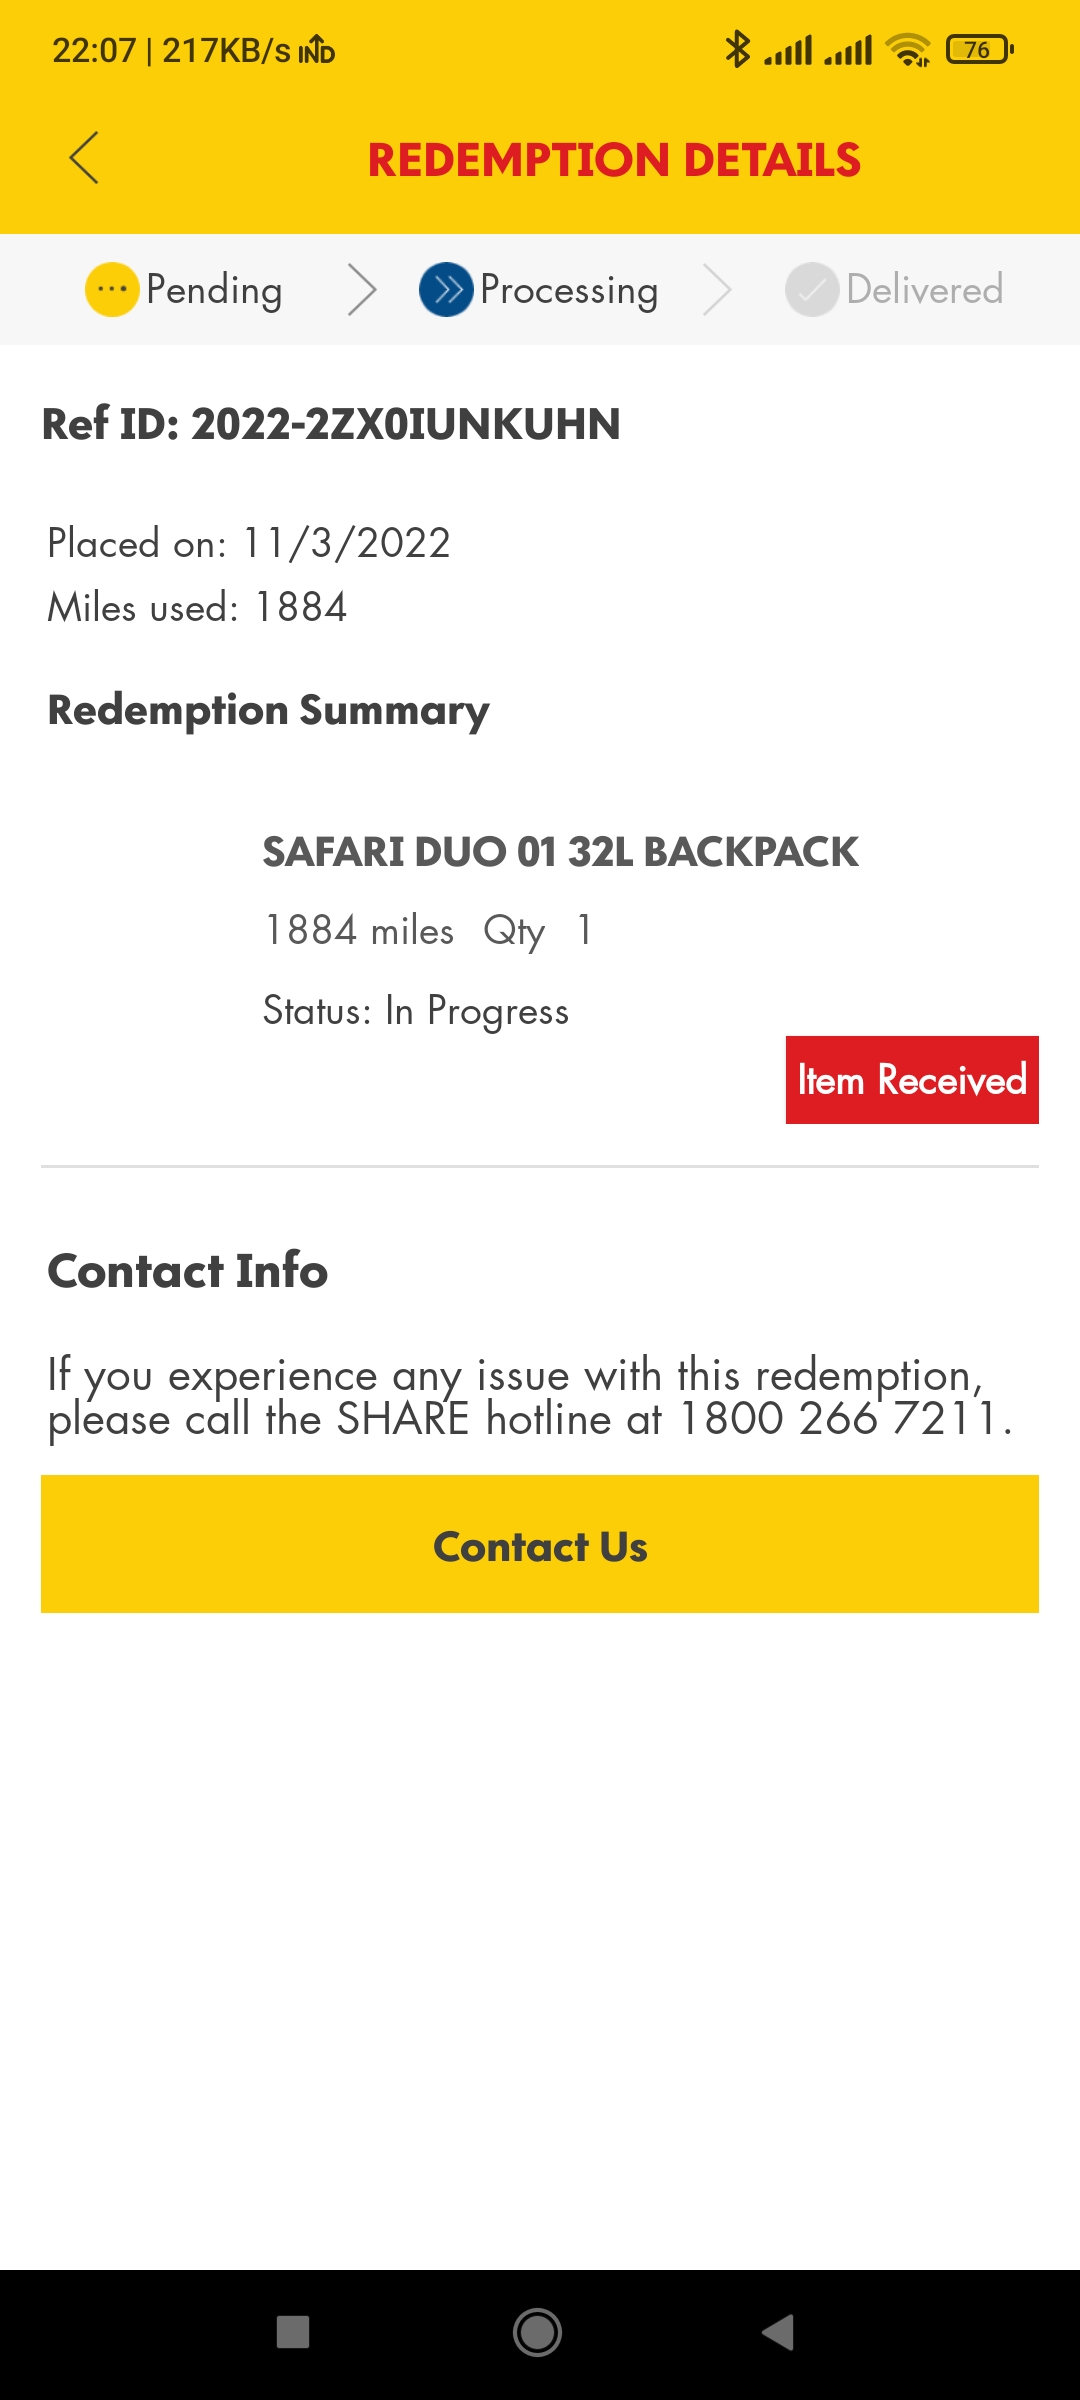 22:07 | 217KB/s IND
76
REDEMPTION DETAILS
Pending
Processing
Delivered
Ref ID: 2022-2ZX0IUNKUHN
Placed on: 11/3/2022
Miles used: 1884
Redemption Summary
SAFARI DUO 01 32L BACKPACK
1884 miles Qty 1
Status: In Progress
Item Received
Contact Info
If you experience any issue with this redemption,
please call the SHARE hotline at 1800 266 7211.
Contact Us